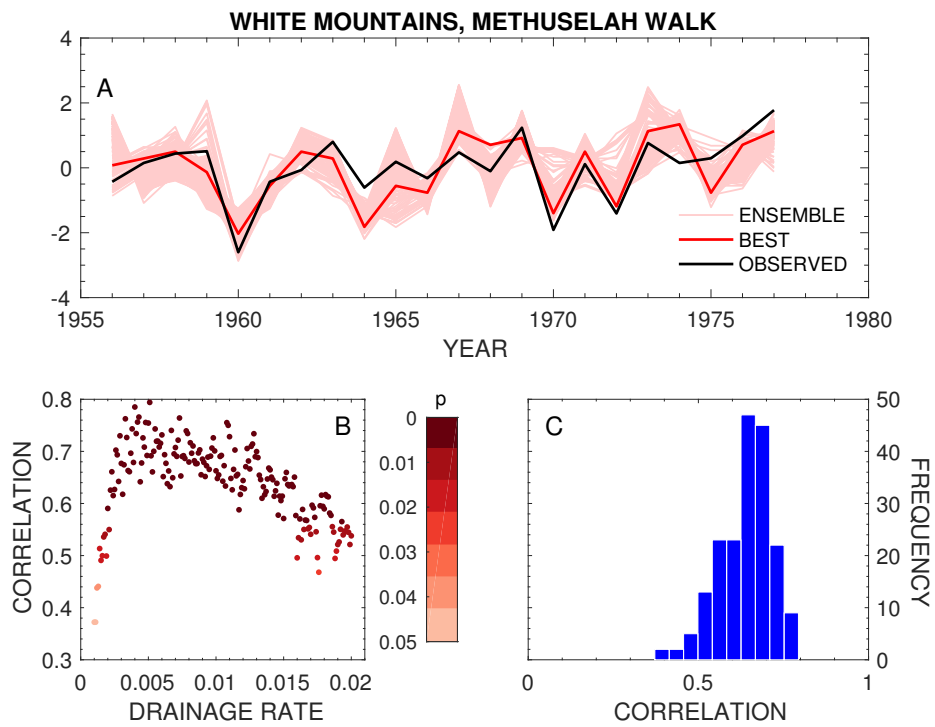 WHITE MOUNTAINS, METHUSELAH WALK
A
4
2
0
-2
-4
1955 1960 1965 1970 1975 1980
YEAR
ENSEMBLE
BEST
OBSERVED
B
CORRELATION
0.8
0.7
0.6
0.5
0.4
0.3
0 0.005 0.01 0.015 0.02
DRAINAGE RATE
p
0
0.01
0.02
0.03
0.04
0.05
C
50
40
30
20
10
0
FREQUENCY
0 0.5 1
CORRELATION